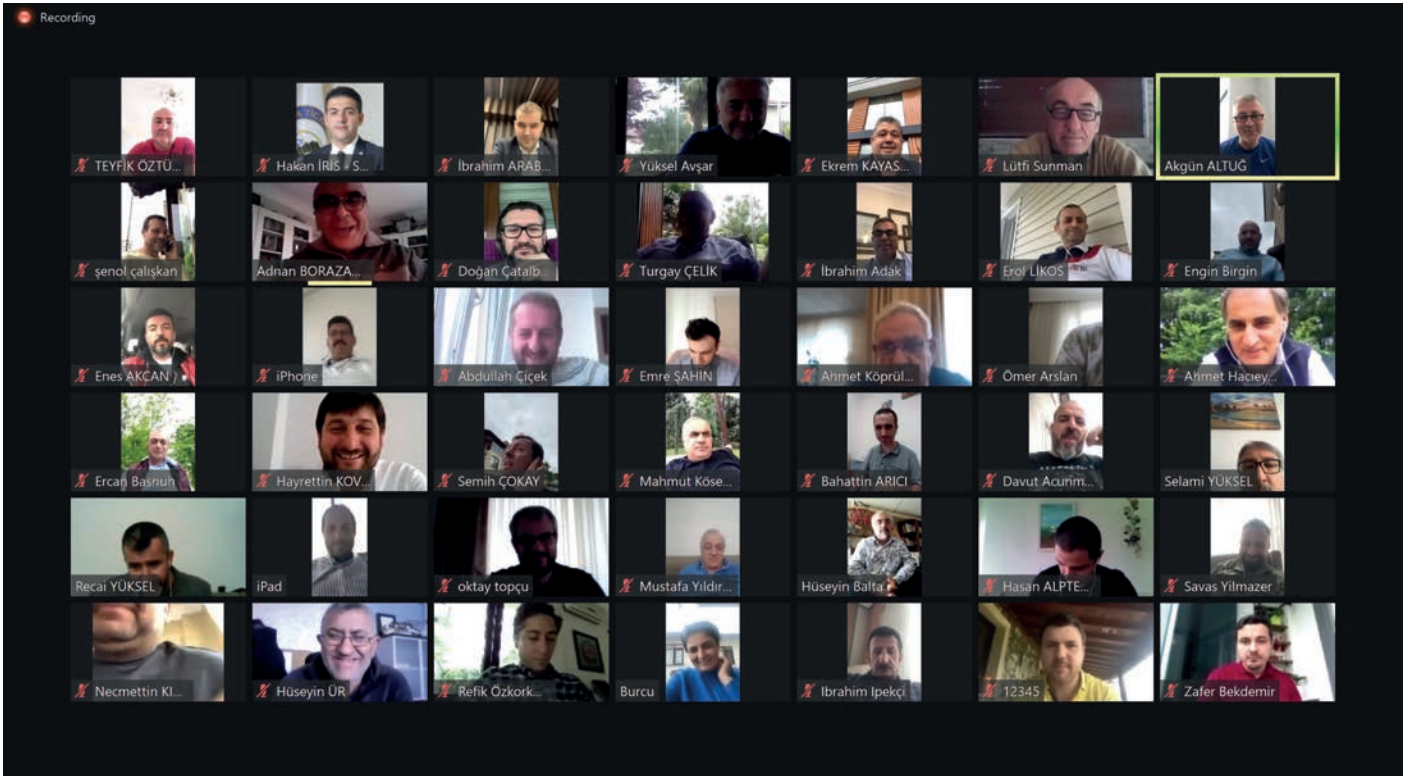 Recording
TEYFİK ÖZTÜ...
Hakan İRİS - S...
İbrahim ARAB...
Yüksel Avşar
Ekrem KAYAS...
Lütfi Sunman
Akgün ALTUĞ
şenol çalışkan
Adnan BORAZA...
Doğan Çatalb...
Turgay ÇELİK
İbrahim Adak
Erol LİKOS
Engin Birgin
Enes AKCAN
iPhone
Abdullah Çiçek
Emre ŞAHİN
Ahmet Köprül...
Ömer Arslan
Ahmet Hacıey...
Ercan Başnuh
Hayrettin KOV...
Semih ÇOKAY
Mahmut Köse...
Bahattin ARICI
Davut Acunm...
Selami YÜKSEL
Recai YÜKSEL
iPad
oktay topçu
Mustafa Yıldır...
Hüseyin Balta
Hasan ALPTE...
Savas Yilmazer
Necmettin KI...
Hüseyin ÜR
Refik Özkork...
Burcu
Ibrahim Ipekçi
12345
Zafer Bekdemir